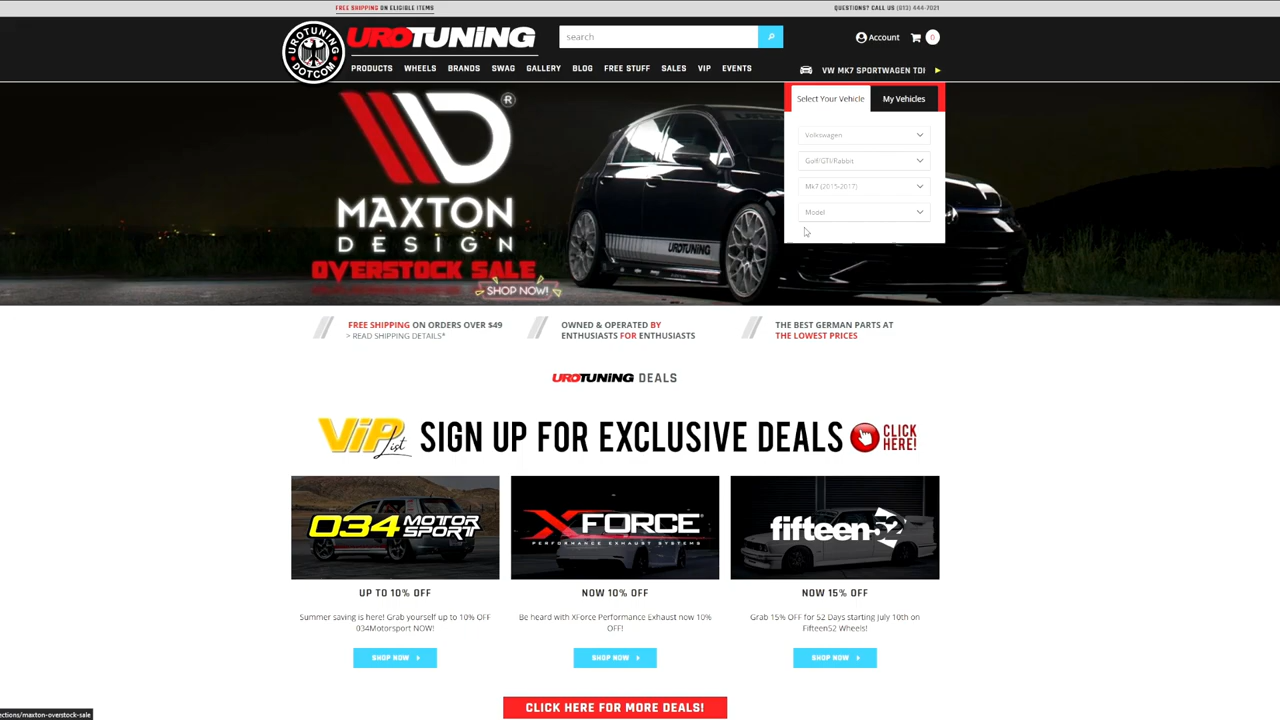 FREE SHIPPING ON ELIGIBLE ITEMS
QUESTIONS? CALL US (813) 444-7021
UROTUNING
DOTCOM
UROTUNING
search
Account
0
PRODUCTS WHEELS BRANDS SWAG GALLERY BLOG FREE STUFF SALES VIP EVENTS
VW MK7 SPORTWAGEN TDI
Select Your Vehicle
My Vehicles
Volkswagen
Golf/GTI/Rabbit
Mk7 (2015-2017)
Model
®
MAXTON
DESIGN
OVERSTOCK SALE
SHOP NOW!
UROTUNING
FREE SHIPPING ON ORDERS OVER $49
> READ SHIPPING DETAILS*
OWNED & OPERATED BY
ENTHUSIASTS FOR ENTHUSIASTS
THE BEST GERMAN PARTS AT
THE LOWEST PRICES
UROTUNING DEALS
ViP List SIGN UP FOR EXCLUSIVE DEALS CLICK HERE!
034 MOTOR SPORT
XFORCE
PERFORMANCE EXHAUST SYSTEMS
fifteen52
UP TO 10% OFF
Summer saving is here! Grab yourself up to 10% OFF
034Motorsport NOW!
SHOP NOW
NOW 10% OFF
Be heard with XForce Performance Exhaust now 10%
OFF!
SHOP NOW
NOW 15% OFF
Grab 15% OFF for 52 Days starting July 10th on
Fifteen52 Wheels!
SHOP NOW
CLICK HERE FOR MORE DEALS!
ections/maxton-overstock-sale